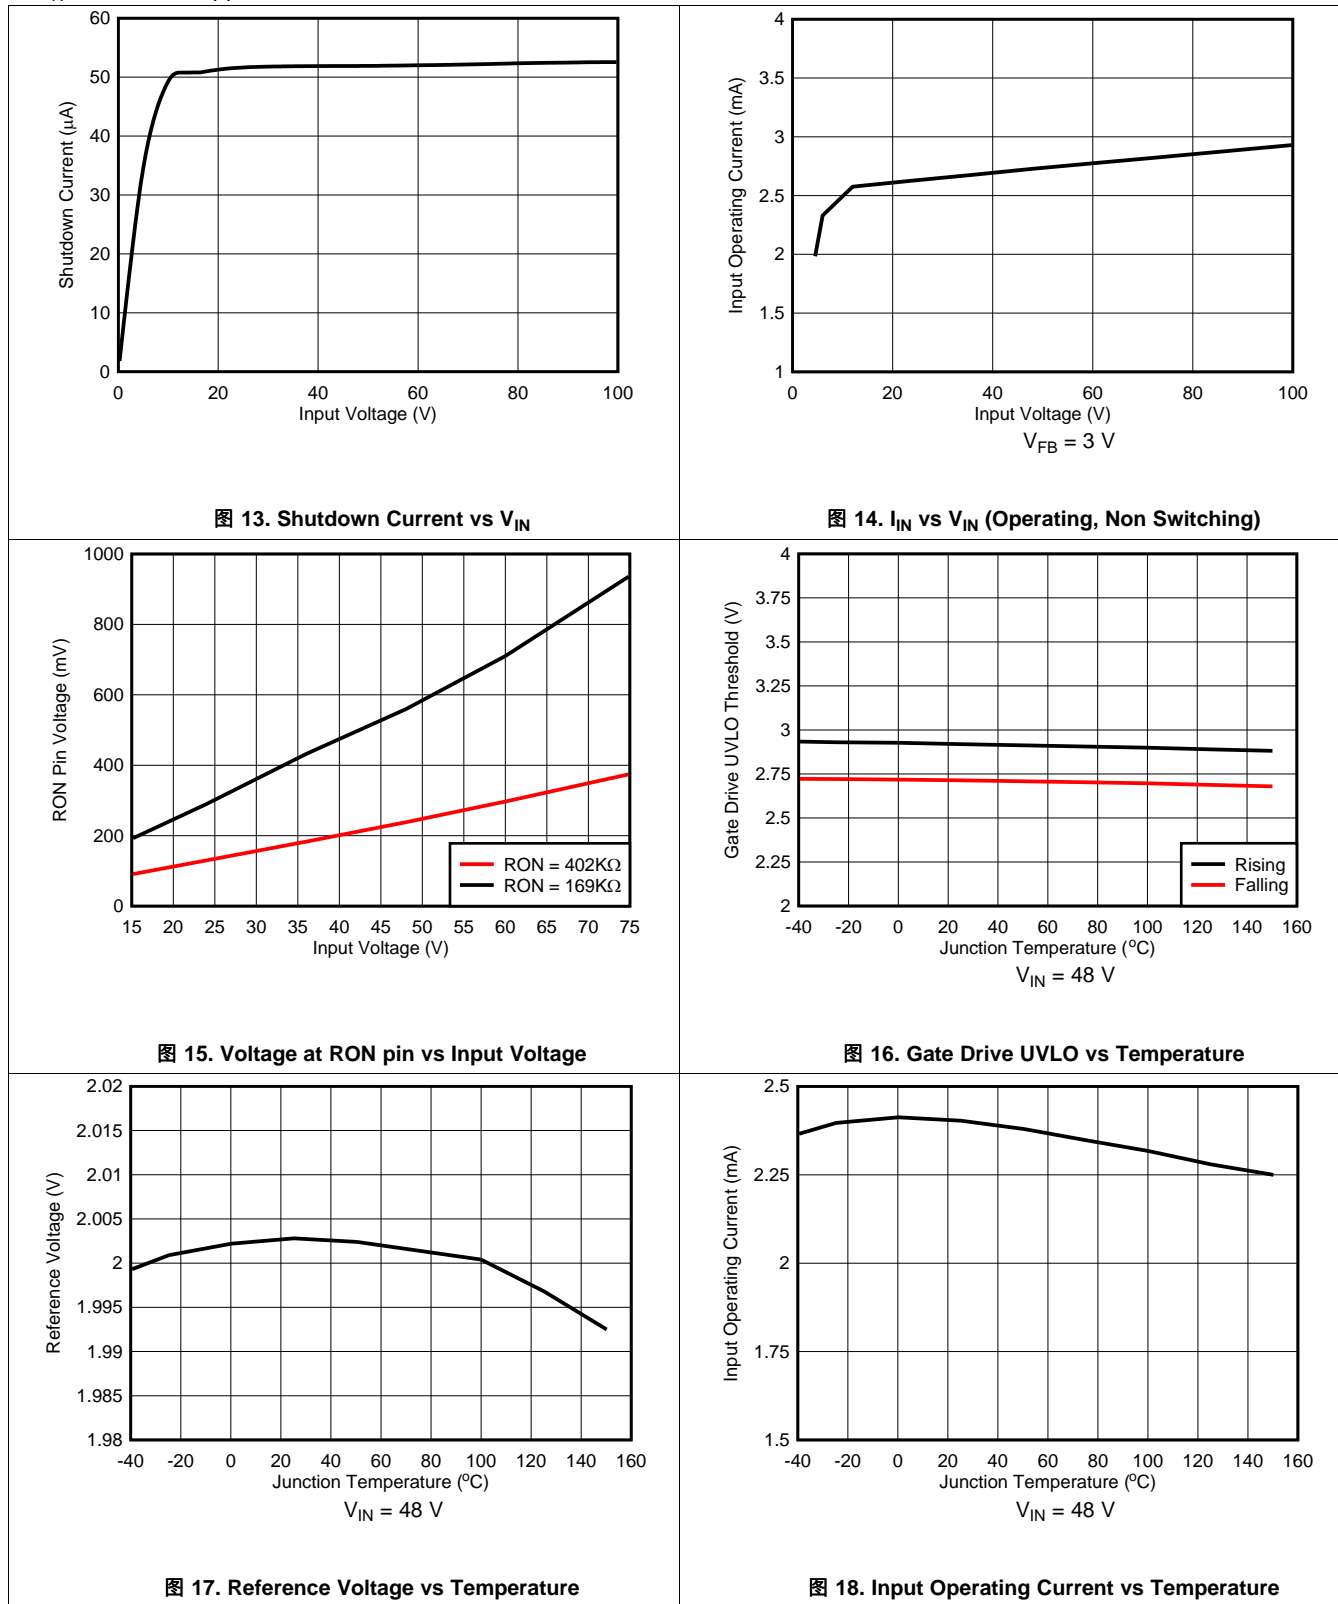 60
50
40
30
20
10
0
Shutdown Current (μA)
0 20 40 60 80 100
Input Voltage (V)
图 13. Shutdown Current vs VIN
4
3.5
3
2.5
2
1.5
1
Input Operating Current (mA)
0 20 40 60 80 100
Input Voltage (V)
VFB = 3 V
图 14. IIN vs VIN (Operating, Non Switching)
1000
800
600
400
200
0
RON Pin Voltage (mV)
RON = 402KΩ
RON = 169KΩ
15 20 25 30 35 40 45 50 55 60 65 70 75
Input Voltage (V)
图 15. Voltage at RON pin vs Input Voltage
4
3.75
3.5
3.25
3
2.75
2.5
2.25
2
Gate Drive UVLO Threshold (V)
Rising
Falling
-40 -20 0 20 40 60 80 100 120 140 160
Junction Temperature (oC)
VIN = 48 V
图 16. Gate Drive UVLO vs Temperature
2.02
2.015
2.01
2.005
2
1.995
1.99
1.985
1.98
Reference Voltage (V)
-40 -20 0 20 40 60 80 100 120 140 160
Junction Temperature (oC)
VIN = 48 V
图 17. Reference Voltage vs Temperature
2.5
2.25
2
1.75
1.5
Input Operating Current (mA)
-40 -20 0 20 40 60 80 100 120 140 160
Junction Temperature (oC)
VIN = 48 V
图 18. Input Operating Current vs Temperature